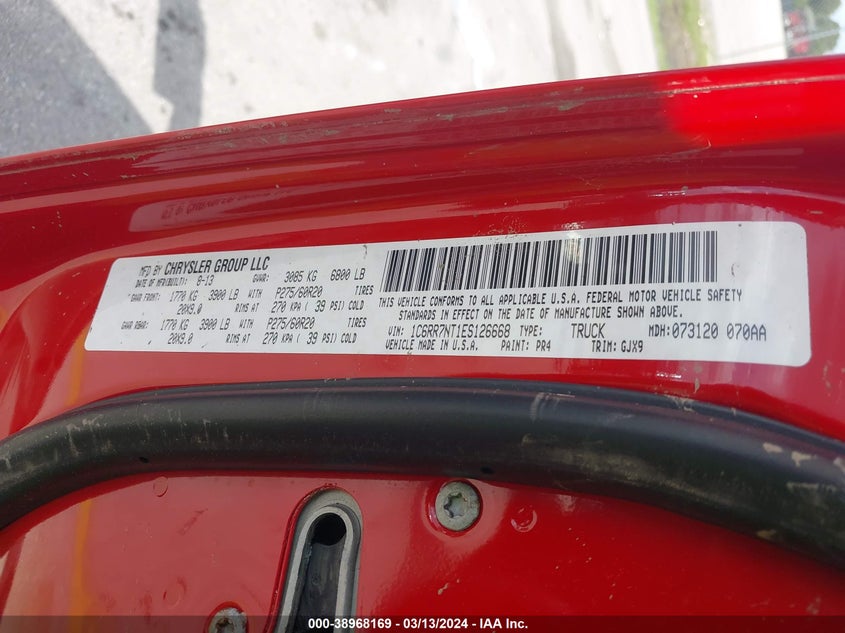 MFD BY CHRYSLER GROUP LLC
DATE OF MFR(BUILT): 8-13 GVWR: 3085 KG 6800 LB
GAWR FRONT: 1770 KG 3900 LB WITH P275/60R20 TIRES
20X9.0 RIMS AT 270 KPA ( 39 PSI) COLD
GAWR REAR: 1770 KG 3900 LB WITH P275/60R20 TIRES
20X9.0 RIMS AT 270 KPA ( 39 PSI) COLD
THIS VEHICLE CONFORMS TO ALL APPLICABLE U.S.A. FEDERAL MOTOR VEHICLE SAFETY
STANDARDS IN EFFECT ON THE DATE OF MANUFACTURE SHOWN ABOVE.
VIN: 1C6RR7NT1ES126668 TYPE: TRUCK MDH: 073120 070AA
VEHICLE MADE IN U.S.A. PAINT: PR4 TRIM: GJX9
000-38968169 - 03/13/2024 - IAA Inc.